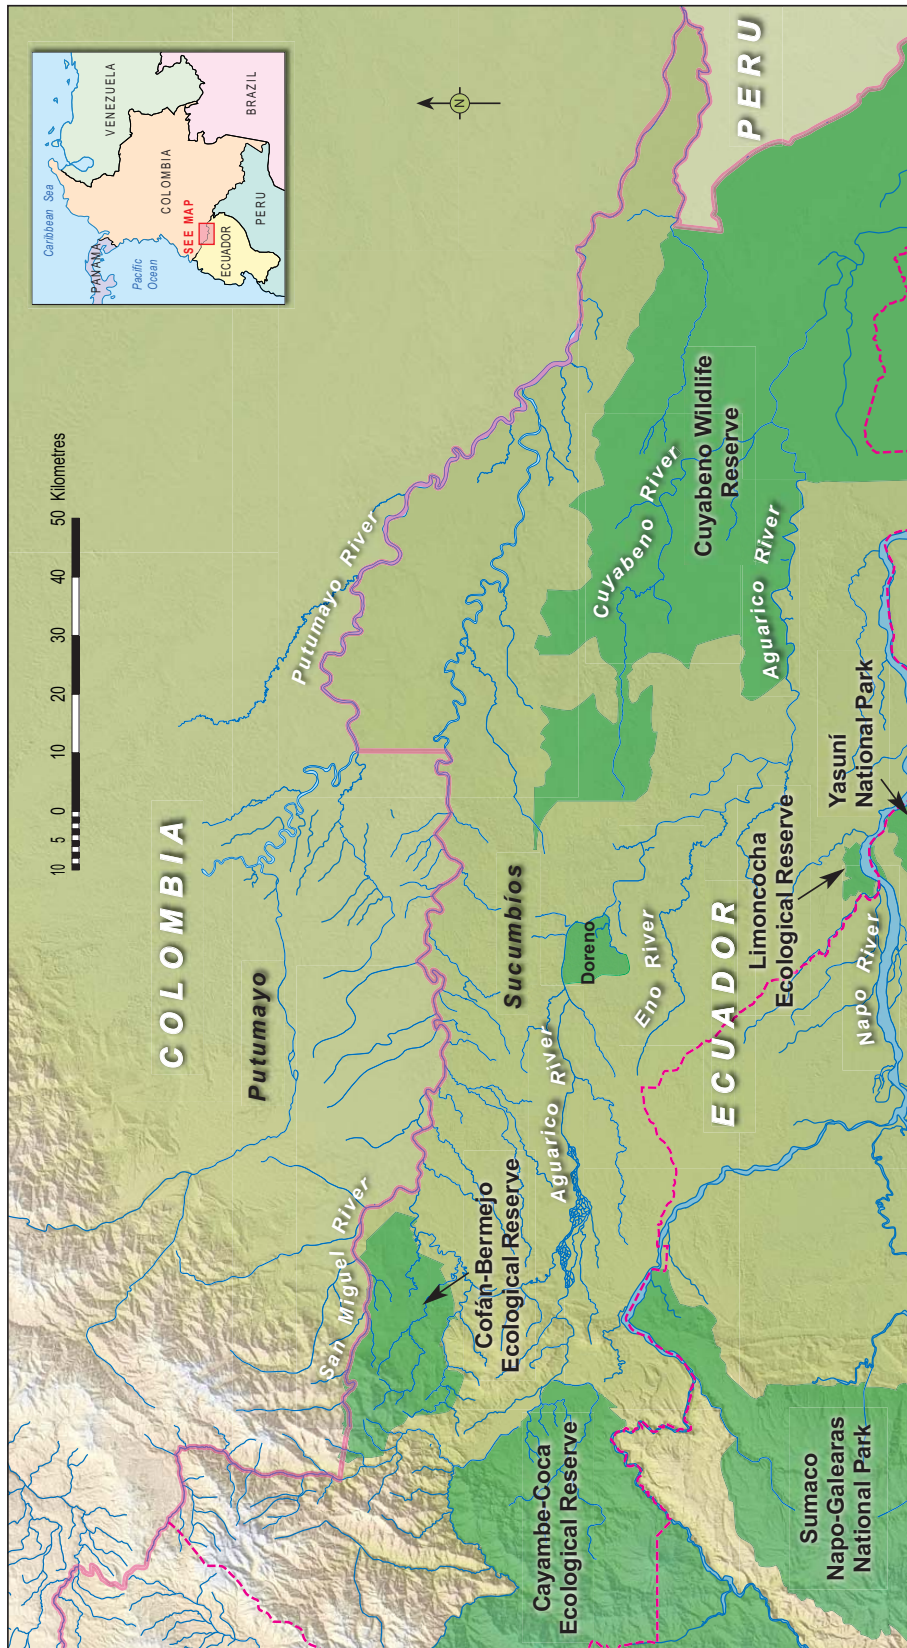 Caribbean Sea
PANAMA
VENEZUELA
Pacific
Ocean
COLOMBIA
BRAZIL
SEE MAP
ECUADOR
PERU
10 5 0 10 20 30 40 50 Kilometres
N
COLOMBIA
Putumayo
Putumayo River
San Miguel River
PERU
Sucumbíos
Cofán-Bermejo
Ecological Reserve
Aguarico River
Doreno
Cuyabeno River
Cuyabeno Wildlife
Reserve
Cayambe-Coca
Ecological Reserve
Eno River
Aguarico River
ECUADOR
Limoncocha
Ecological Reserve
Yasuní
National Park
Napo River
Sumaco
Napo-Galearas
National Park